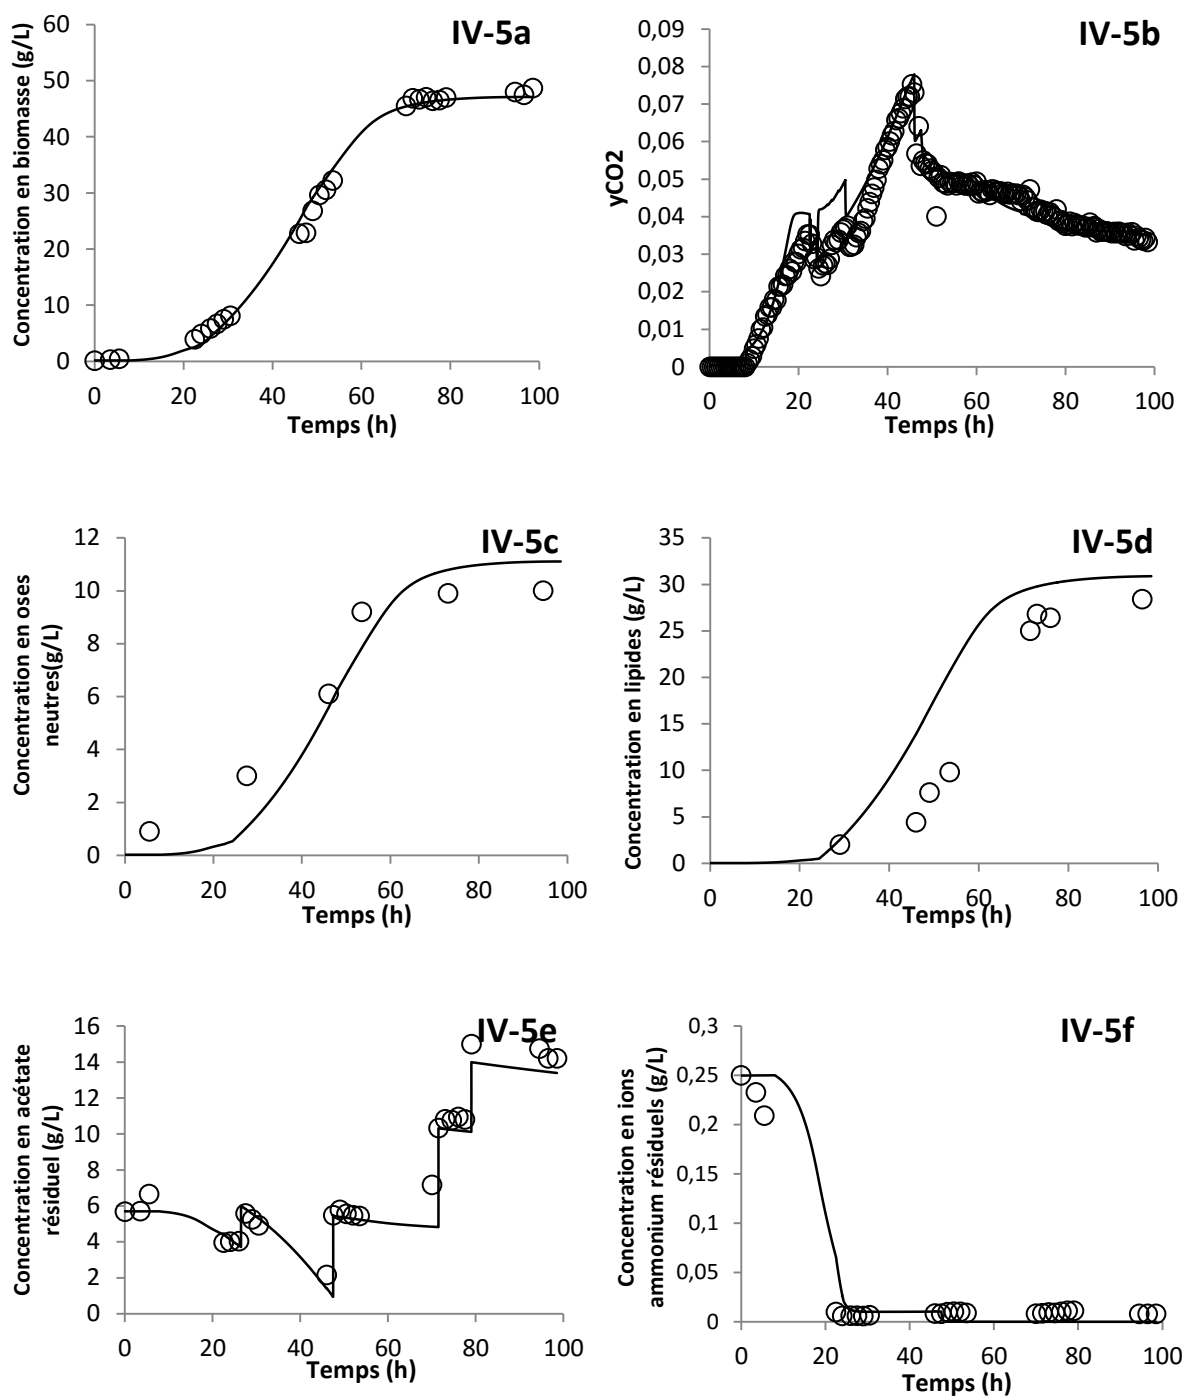 IV-5a
Concentration en biomasse (g/L)
60
50
40
30
20
10
0
0 20 40 60 80 100
Temps (h)
IV-5b
yCO2
0,09
0,08
0,07
0,06
0,05
0,04
0,03
0,02
0,01
0
0 20 40 60 80 100
Temps (h)
IV-5c
Concentration en oses
neutres(g/L)
12
10
8
6
4
2
0
0 20 40 60 80 100
Temps (h)
IV-5d
Concentration en lipides (g/L)
35
30
25
20
15
10
5
0
0 20 40 60 80 100
Temps (h)
IV-5e
Concentration en acétate
résiduel (g/L)
16
14
12
10
8
6
4
2
0
0 20 40 60 80 100
Temps (h)
IV-5f
Concentration en ions
ammonium résiduels (g/L)
0,3
0,25
0,2
0,15
0,1
0,05
0
0 20 40 60 80 100
Temps (h)